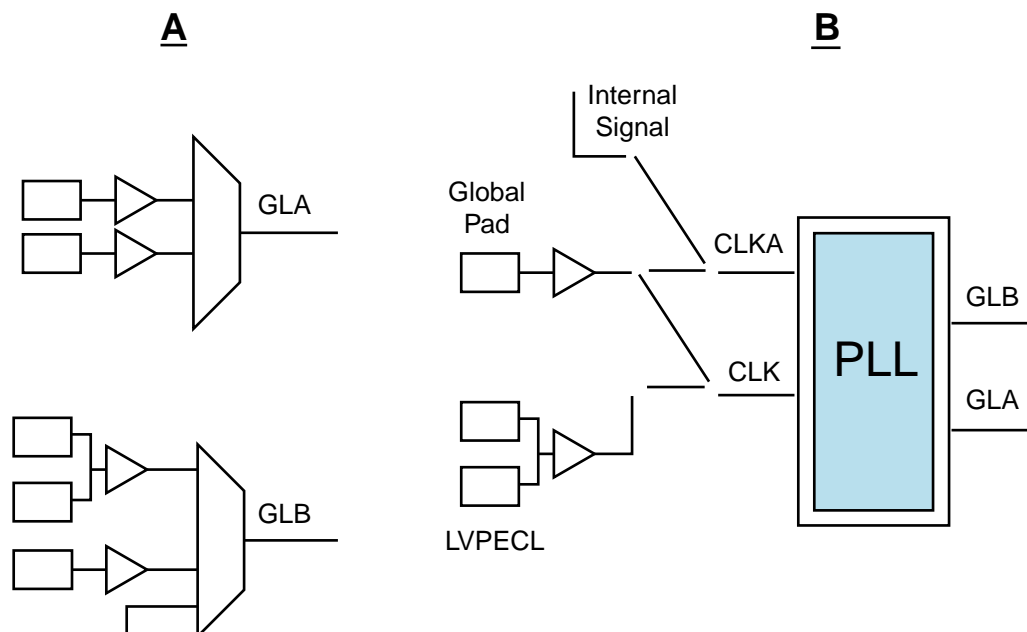 A
B
Internal
Signal
Global
Pad
GLA
CLKA
GLB
PLL
CLK
GLA
GLB
LVPECL